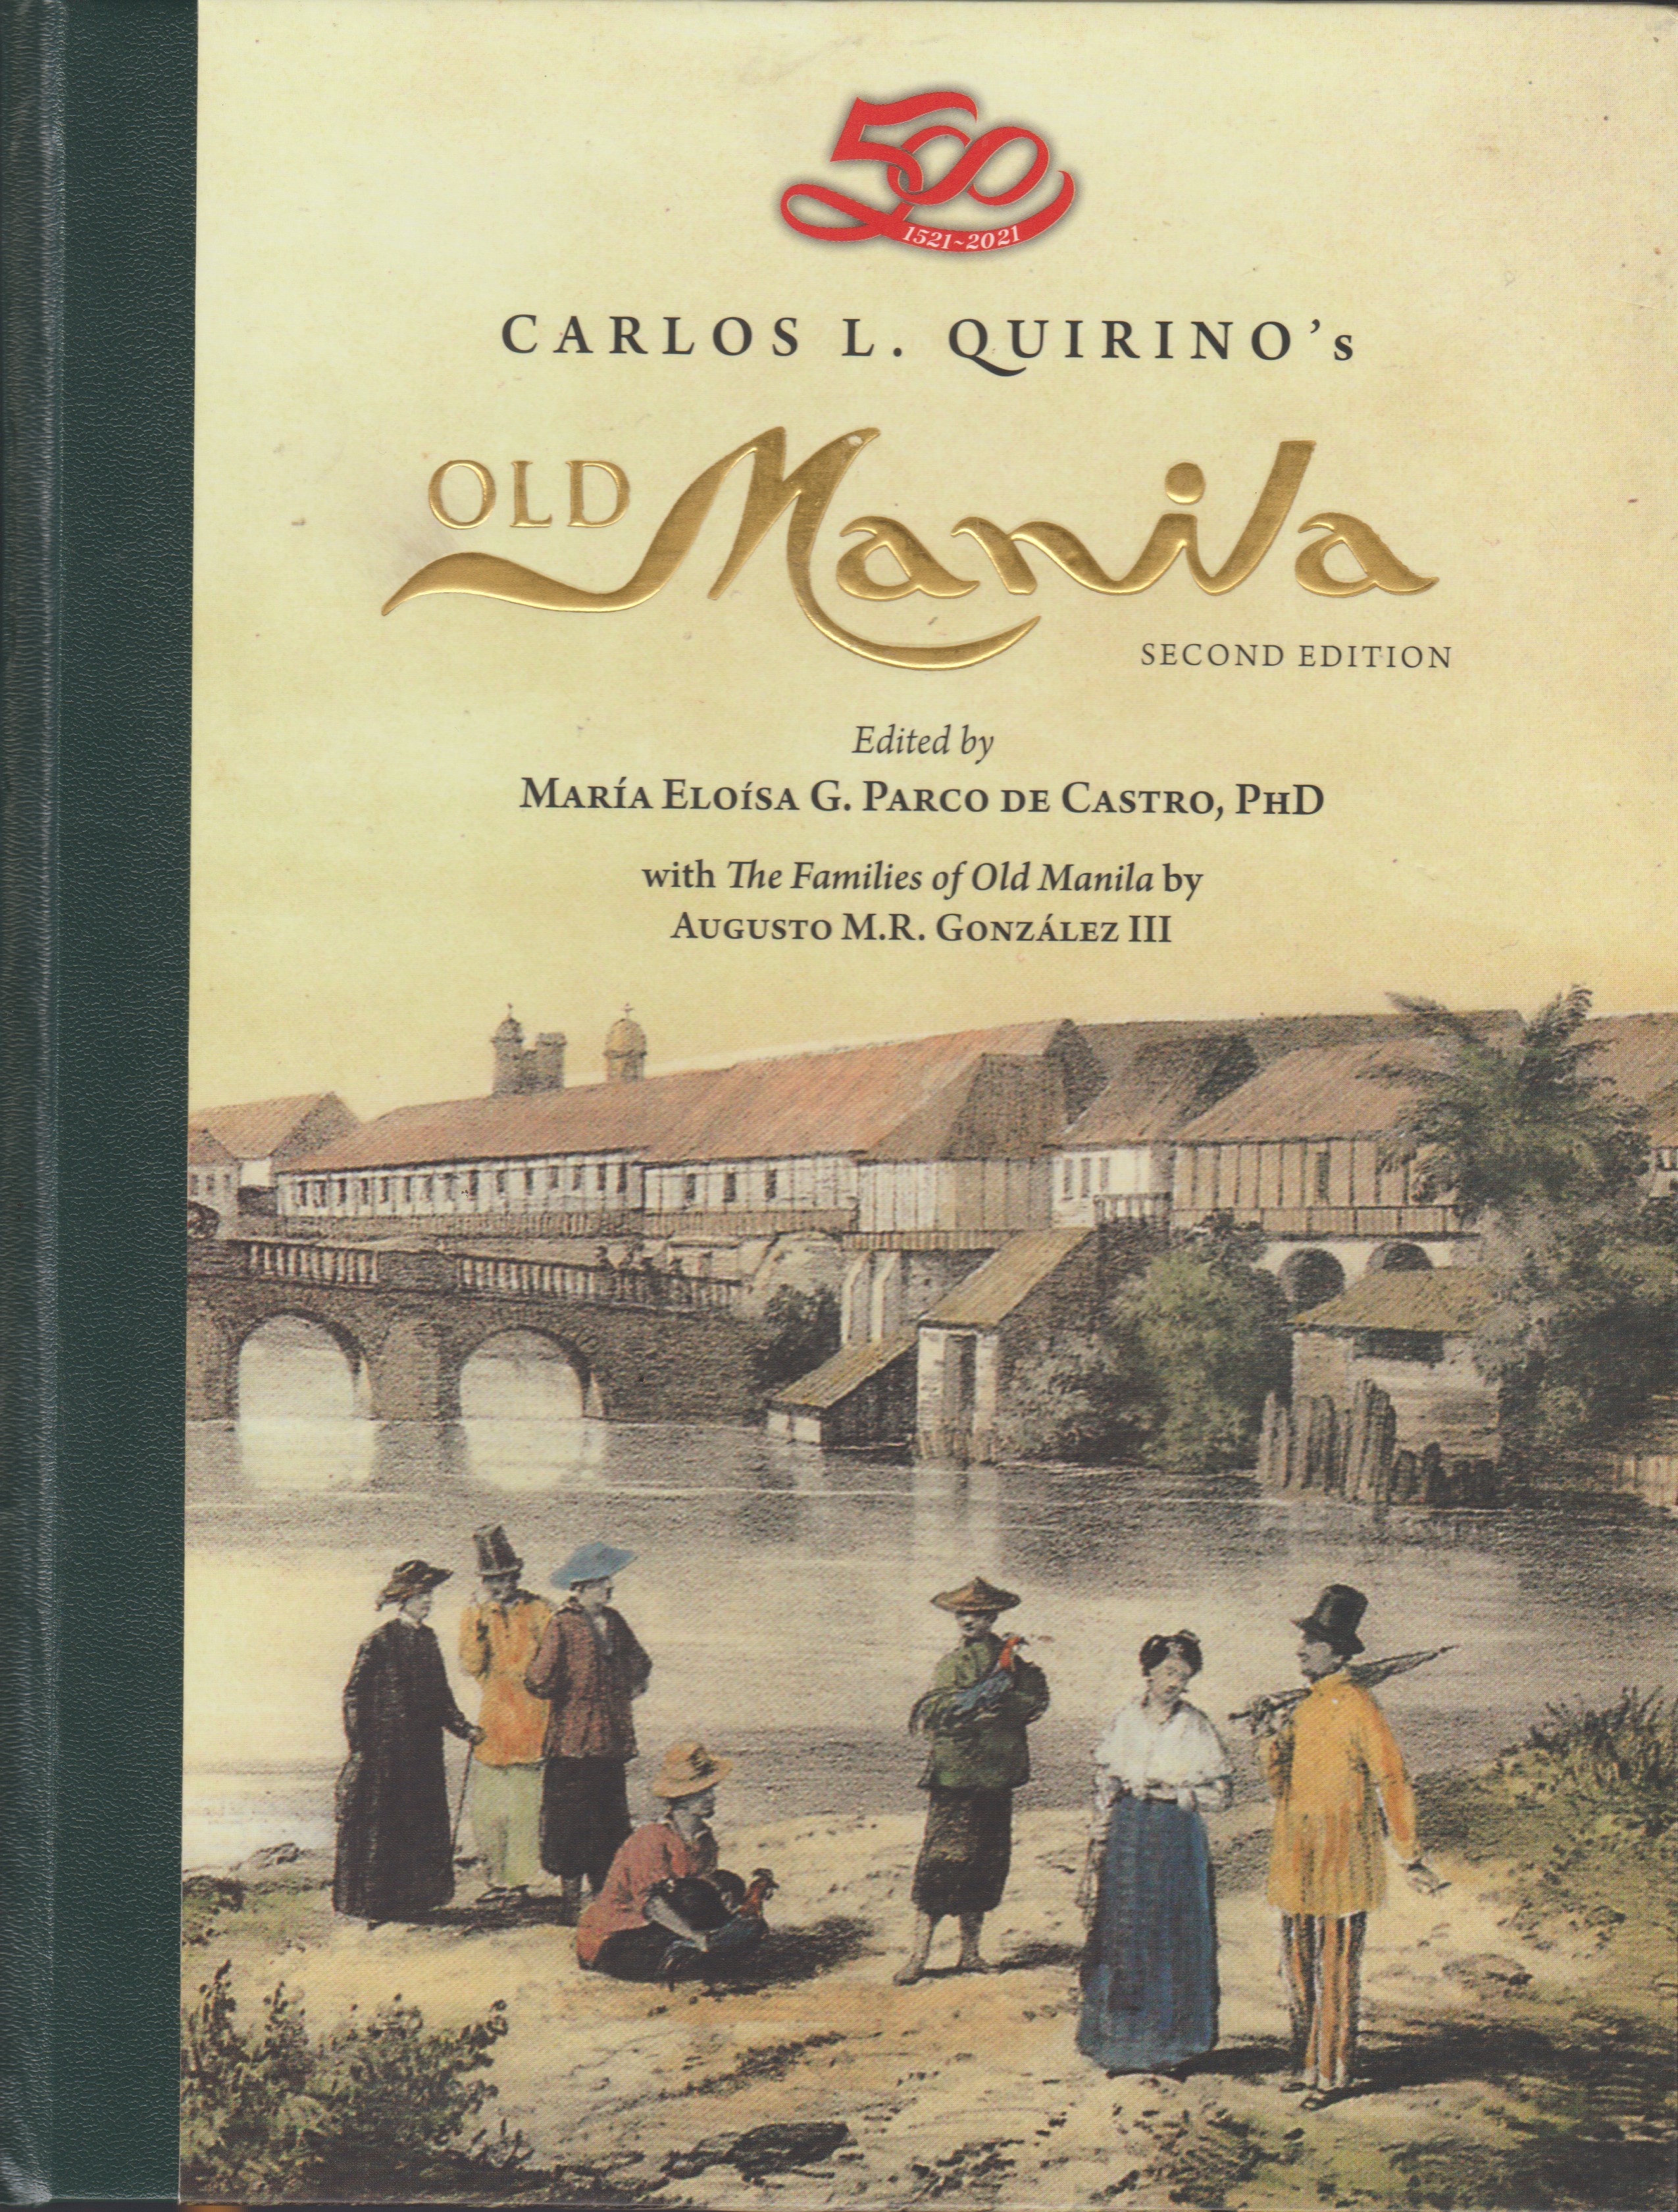 500
1521~2021
CARLOS L. QUIRINO's
OLD Manila
SECOND EDITION
Edited by
MARÍA ELOÍSA G. PARCO DE CASTRO, PHD
with The Families of Old Manila by
AUGUSTO M.R. GONZÁLEZ III